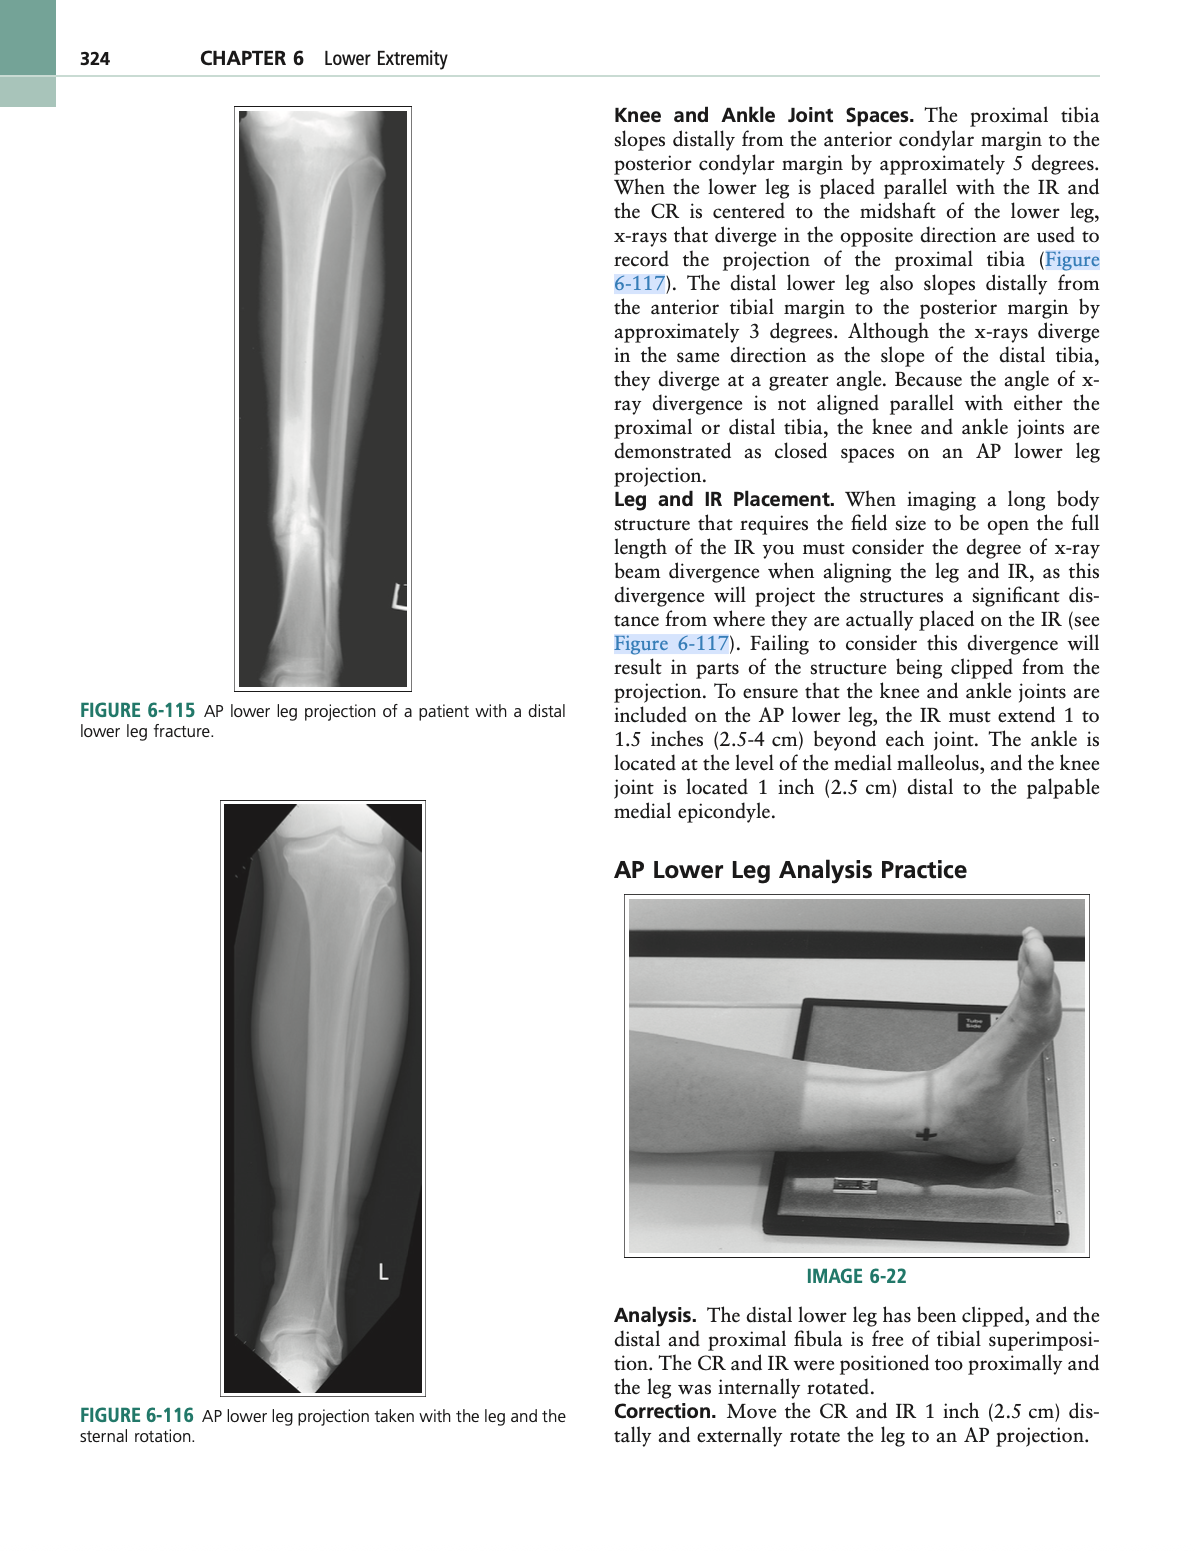 324 CHAPTER 6 Lower Extremity
FIGURE 6-115 AP lower leg projection of a patient with a distal
lower leg fracture.
L
FIGURE 6-116 AP lower leg projection taken with the leg and the
sternal rotation.
Knee and Ankle Joint Spaces. The proximal tibia
slopes distally from the anterior condylar margin to the
posterior condylar margin by approximately 5 degrees.
When the lower leg is placed parallel with the IR and
the CR is centered to the midshaft of the lower leg,
x-rays that diverge in the opposite direction are used to
record the projection of the proximal tibia (Figure
6-117). The distal lower leg also slopes distally from
the anterior tibial margin to the posterior margin by
approximately 3 degrees. Although the x-rays diverge
in the same direction as the slope of the distal tibia,
they diverge at a greater angle. Because the angle of x-
ray divergence is not aligned parallel with either the
proximal or distal tibia, the knee and ankle joints are
demonstrated as closed spaces on an AP lower leg
projection.
Leg and IR Placement. When imaging a long body
structure that requires the field size to be open the full
length of the IR you must consider the degree of x-ray
beam divergence when aligning the leg and IR, as this
divergence will project the structures a significant dis-
tance from where they are actually placed on the IR (see
Figure 6-117). Failing to consider this divergence will
result in parts of the structure being clipped from the
projection. To ensure that the knee and ankle joints are
included on the AP lower leg, the IR must extend 1 to
1.5 inches (2.5-4 cm) beyond each joint. The ankle is
located at the level of the medial malleolus, and the knee
joint is located 1 inch (2.5 cm) distal to the palpable
medial epicondyle.
AP Lower Leg Analysis Practice
Tube
Side
IMAGE 6-22
Analysis. The distal lower leg has been clipped, and the
distal and proximal fibula is free of tibial superimposi-
tion. The CR and IR were positioned too proximally and
the leg was internally rotated.
Correction. Move the CR and IR 1 inch (2.5 cm) dis-
tally and externally rotate the leg to an AP projection.